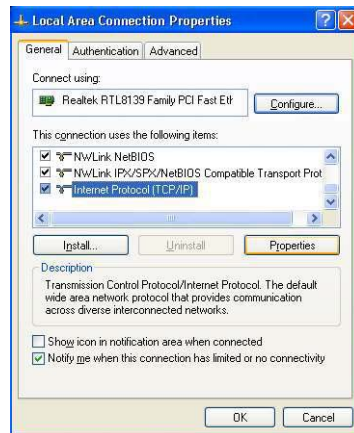 Local Area Connection Properties
General Authentication Advanced
Connect using:
Realtek RTL8139 Family PCI Fast Eth
Configure...
This connection uses the following items:
NWLink NetBIOS
NWLink IPX/SPX/NetBIOS Compatible Transport Prot
Internet Protocol (TCP/IP)
Install... Uninstall Properties
Description
Transmission Control Protocol/Internet Protocol. The default
wide area network protocol that provides communication
across diverse interconnected networks.
Show icon in notification area when connected
Notify me when this connection has limited or no connectivity
OK Cancel